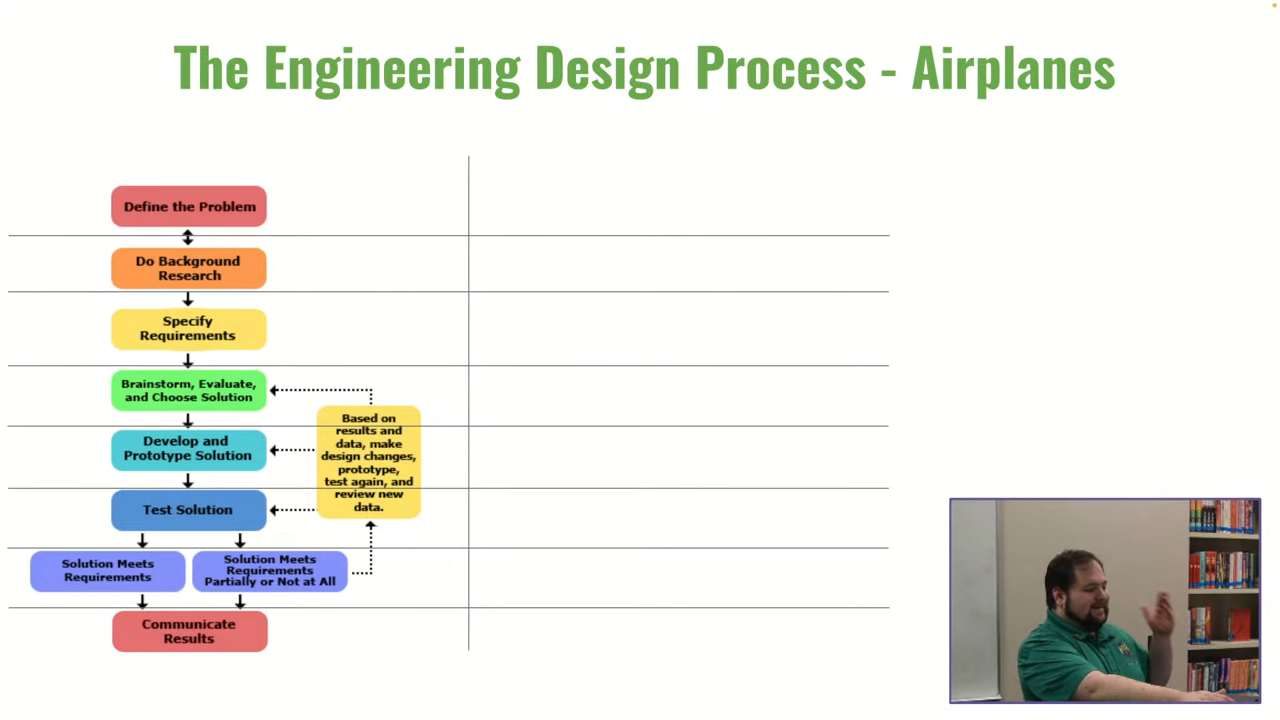 The Engineering Design Process - Airplanes
Define the Problem
Do Background
Research
Specify
Requirements
Brainstorm, Evaluate,
and Choose Solution
Based on
results and
data, make
design changes,
prototype,
test again, and
review new
data.
Develop and
Prototype Solution
Test Solution
Solution Meets
Requirements
Solution Meets
Requirements
Partially or Not at All
Communicate
Results